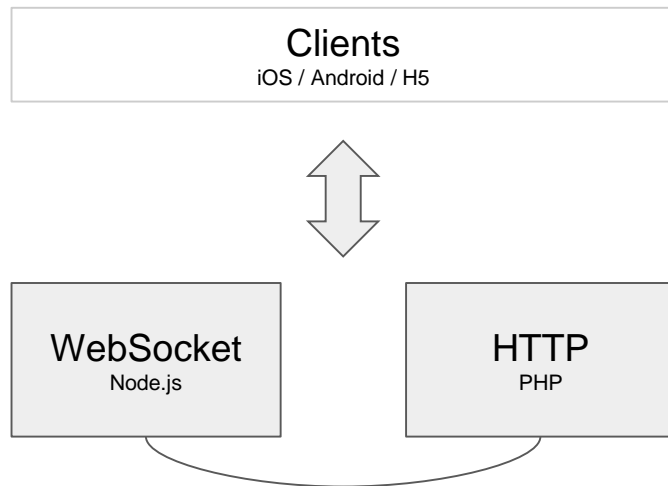 Clients
iOS / Android / H5
WebSocket
Node.js
HTTP
PHP